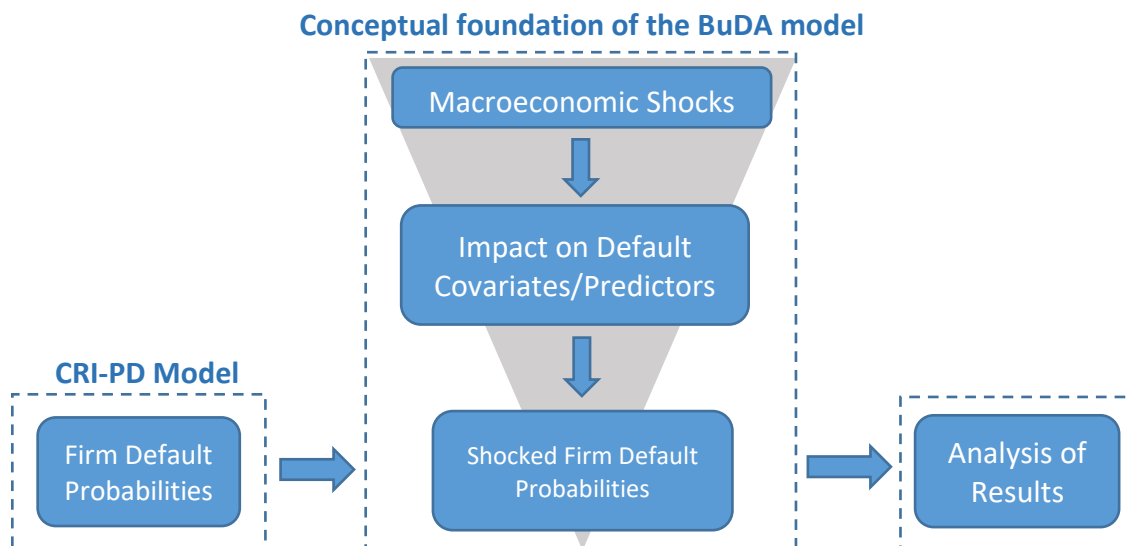 Conceptual foundation of the BuDA model
Macroeconomic Shocks
Impact on Default
Covariates/Predictors
CRI-PD Model
Firm Default
Probabilities
Shocked Firm Default
Probabilities
Analysis of
Results